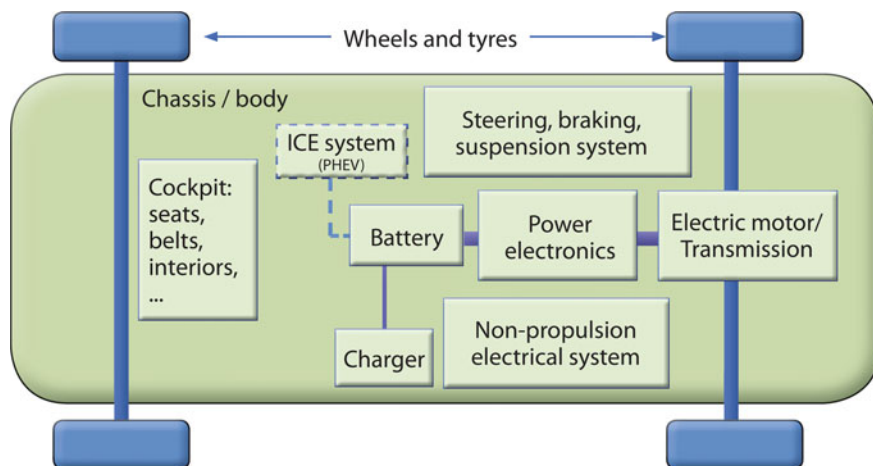 Wheels and tyres
Chassis / body
Steering, braking,
suspension system
ICE system
(PHEV)
Cockpit:
seats,
belts,
interiors,
...
Battery
Power
electronics
Electric motor/
Transmission
Charger
Non-propulsion
electrical system